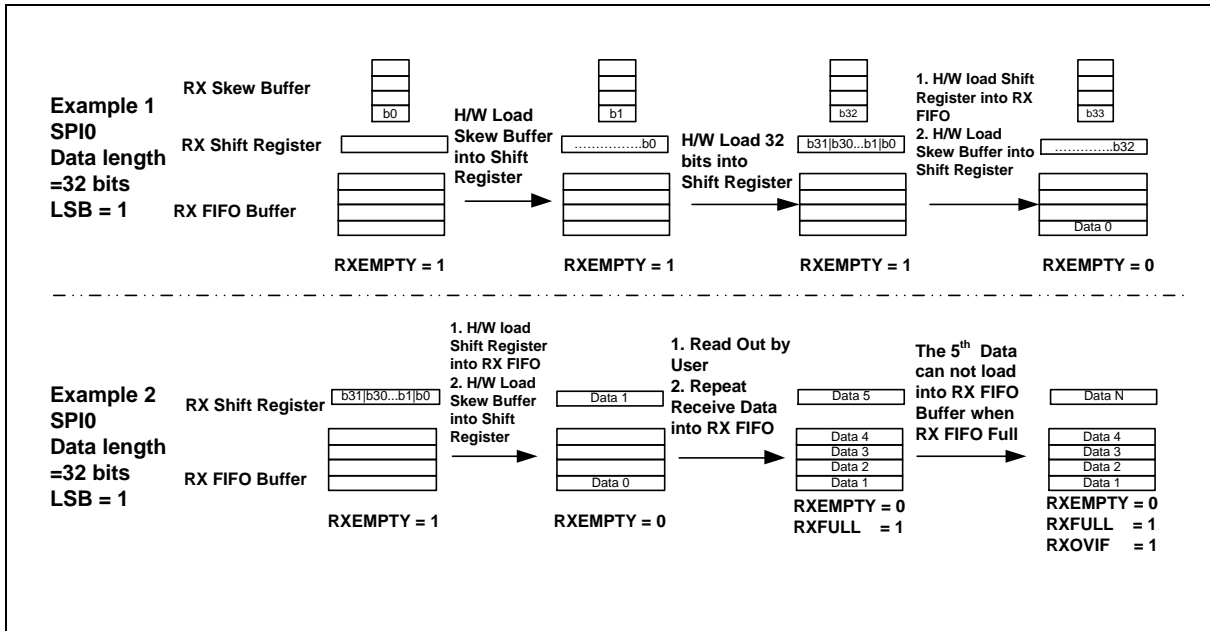 Example 1
SPI0
Data length
=32 bits
LSB = 1
RX Skew Buffer
RX Shift Register
RX FIFO Buffer
b0
RXEMPTY = 1
H/W Load
Skew Buffer
into Shift
Register
b1
................b0
RXEMPTY = 1
H/W Load 32
bits into
Shift Register
b32
b31|b30...b1|b0
RXEMPTY = 1
1. H/W load Shift
Register into RX
FIFO
2. H/W Load
Skew Buffer into
Shift Register
b33
..............b32
Data 0
RXEMPTY = 0
Example 2
SPI0
Data length
=32 bits
LSB = 1
RX Shift Register
RX FIFO Buffer
b31|b30...b1|b0
RXEMPTY = 1
1. H/W load
Shift Register
into RX FIFO
2. H/W Load
Skew Buffer
into Shift
Register
Data 1
Data 0
RXEMPTY = 0
1. Read Out by
User
2. Repeat
Receive Data
into RX FIFO
Data 5
Data 4
Data 3
Data 2
Data 1
RXEMPTY = 0
RXFULL = 1
The 5th Data
can not load
into RX FIFO
Buffer when
RX FIFO Full
Data N
Data 4
Data 3
Data 2
Data 1
RXEMPTY = 0
RXFULL = 1
RXOVIF = 1